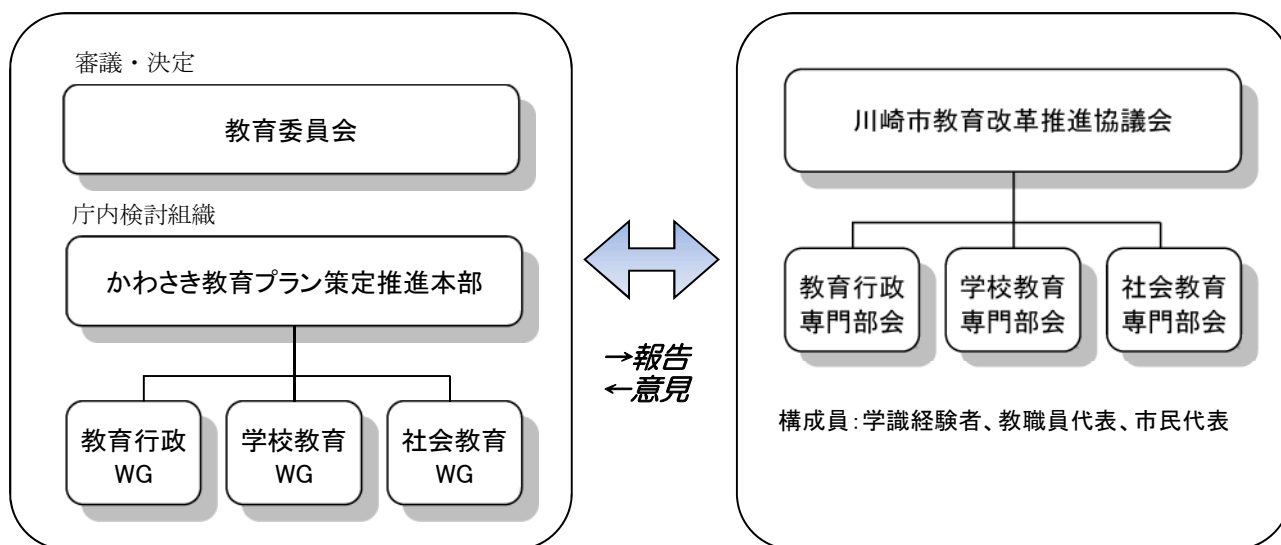 審議・決定
教育委員会
庁内検討組織
かわさき教育プラン策定推進本部
教育行政
WG
学校教育
WG
社会教育
WG
→報告
←意見
川崎市教育改革推進協議会
教育行政
専門部会
学校教育
専門部会
社会教育
専門部会
構成員：学識経験者、教職員代表、市民代表